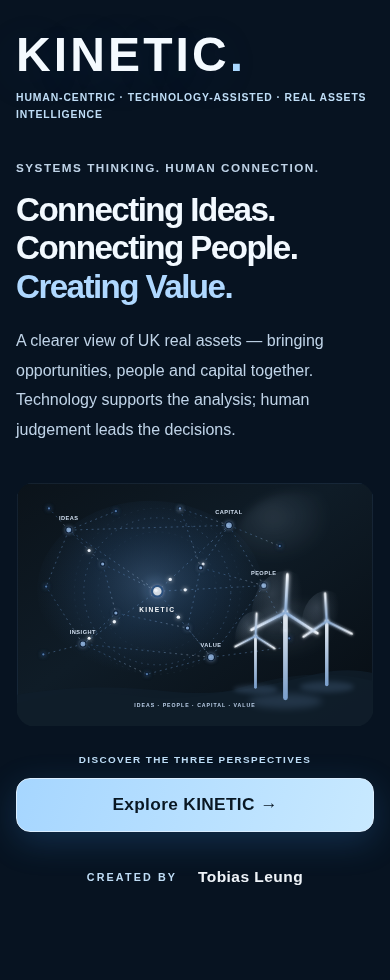 KINETIC.
HUMAN-CENTRIC · TECHNOLOGY-ASSISTED · REAL ASSETS
INTELLIGENCE
SYSTEMS THINKING. HUMAN CONNECTION.
Connecting Ideas.
Connecting People.
Creating Value.
A clearer view of UK real assets — bringing
opportunities, people and capital together.
Technology supports the analysis; human
judgement leads the decisions.
IDEAS
CAPITAL
PEOPLE
KINETIC
INSIGHT
VALUE
IDEAS · PEOPLE · CAPITAL · VALUE
DISCOVER THE THREE PERSPECTIVES
Explore KINETIC →
CREATED BY Tobias Leung